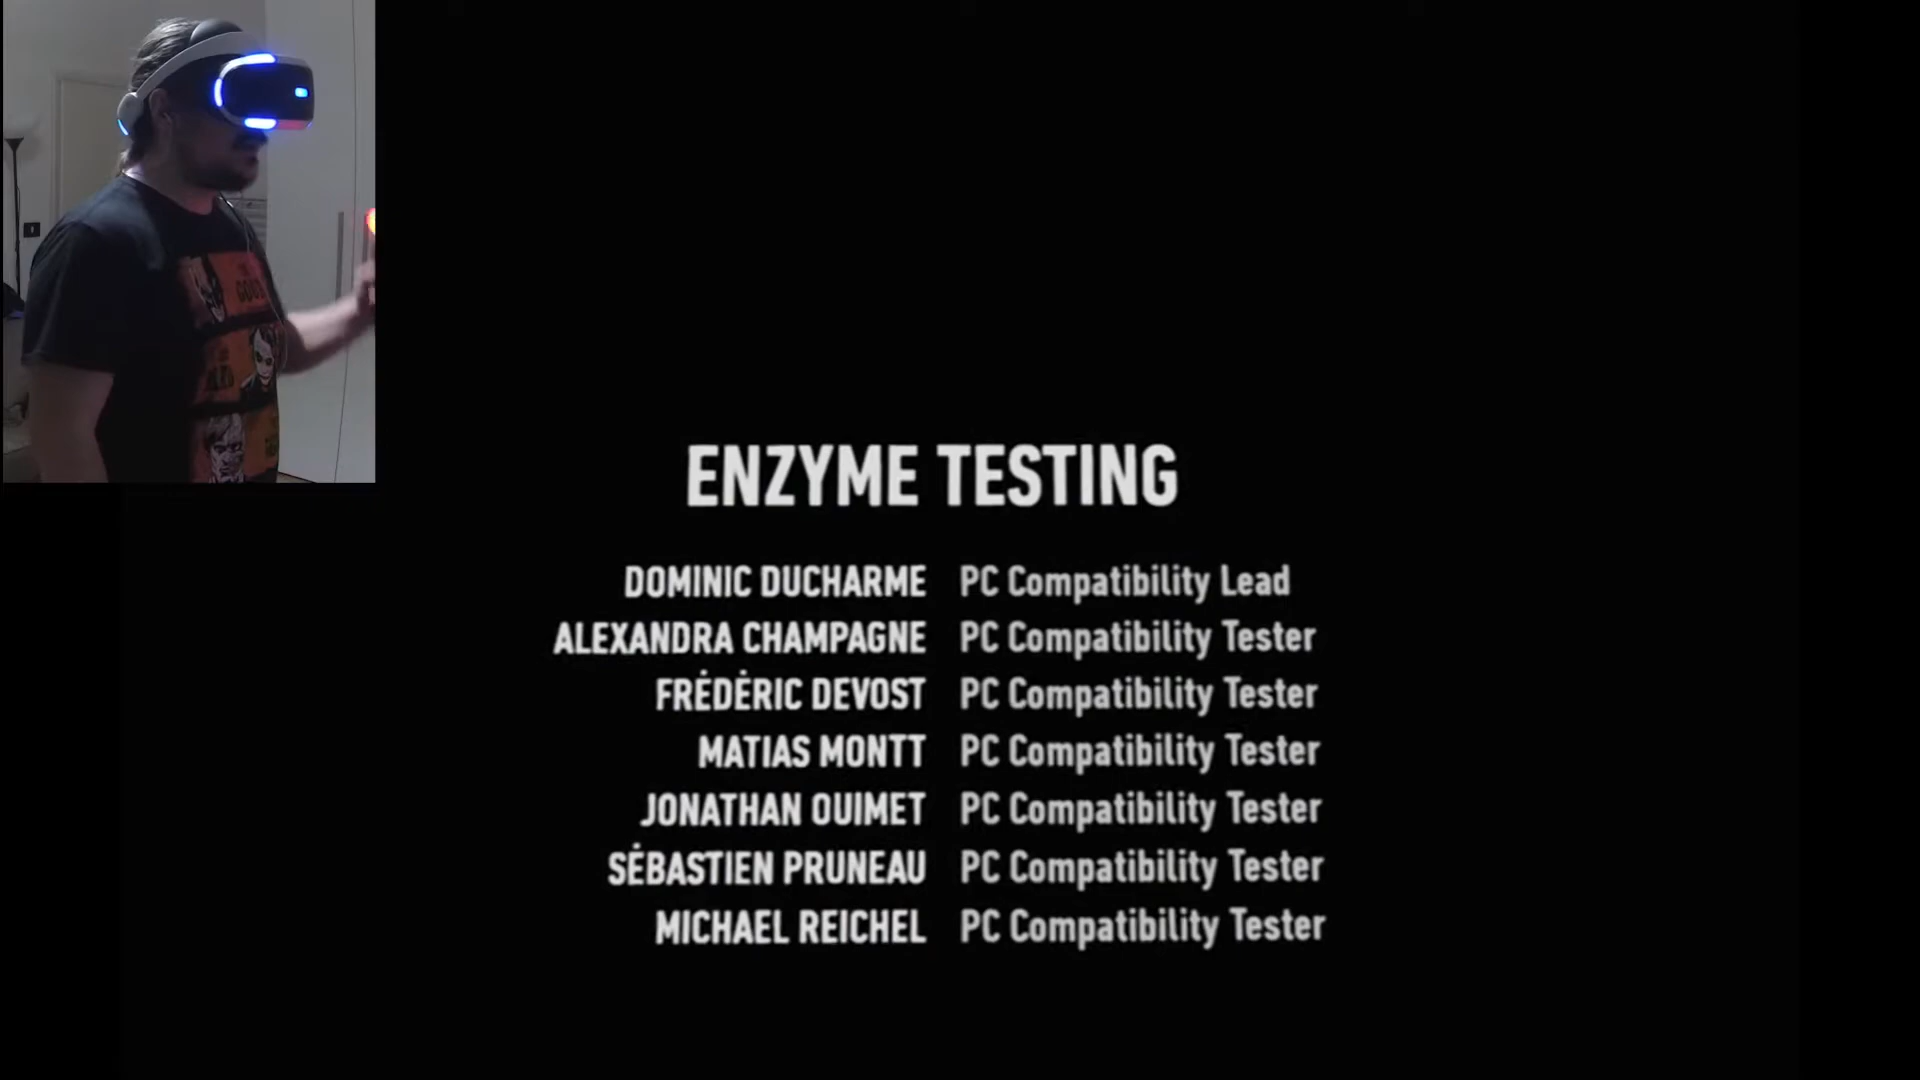 ENZYME TESTING
DOMINIC DUCHARME PC Compatibility Lead
ALEXANDRA CHAMPAGNE PC Compatibility Tester
FRÉDÉRIC DEVOST PC Compatibility Tester
MATIAS MONTT PC Compatibility Tester
JONATHAN OUIMET PC Compatibility Tester
SÉBASTIEN PRUNEAU PC Compatibility Tester
MICHAEL REICHEL PC Compatibility Tester